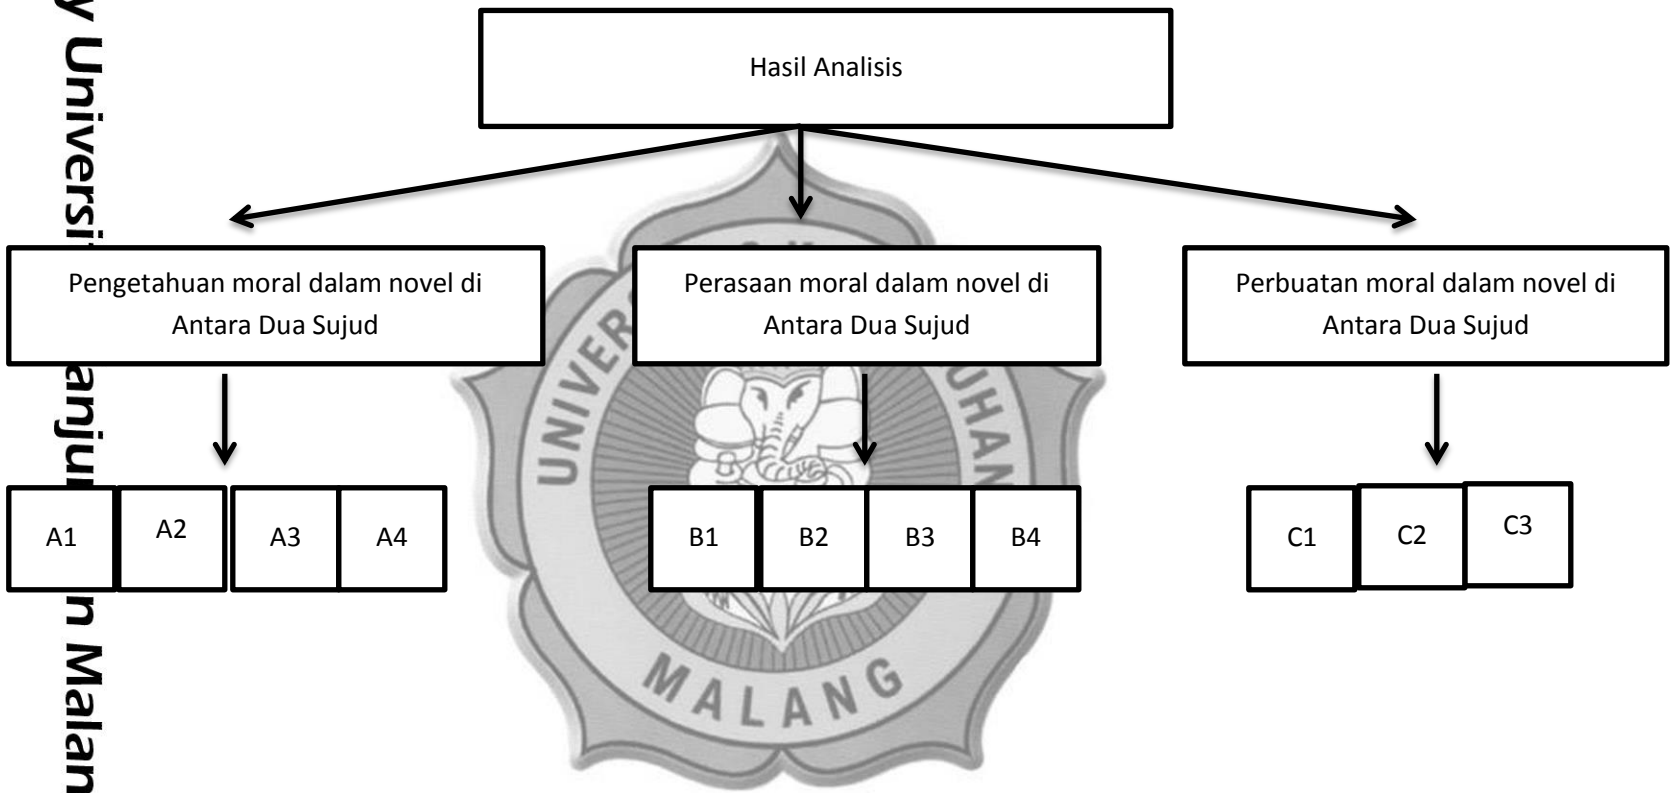 Hasil Analisis
Pengetahuan moral dalam novel di
Antara Dua Sujud
Perasaan moral dalam novel di
Antara Dua Sujud
Perbuatan moral dalam novel di
Antara Dua Sujud
A1
A2
A3
A4
B1
B2
B3
B4
C1
C2
C3
MALANG